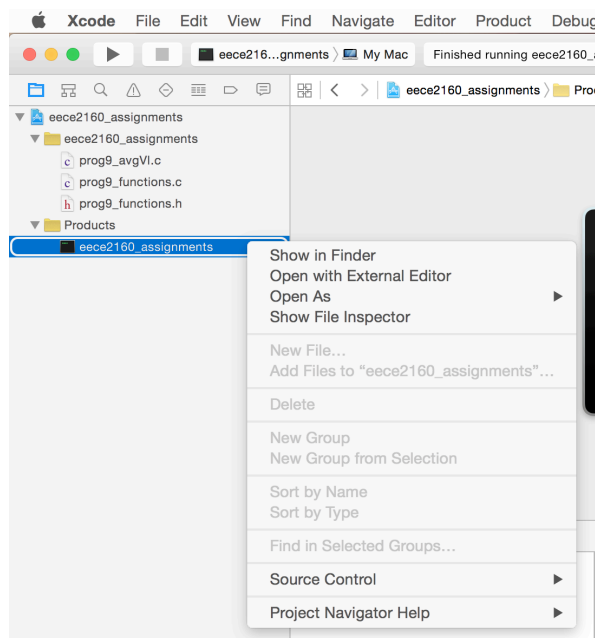 Xcode File Edit View Find Navigate Editor Product Debug
eece216...gnments My Mac Finished running eece2160_
eece2160_assignments Pro
eece2160_assignments
eece2160_assignments
c prog9_avgVI.c
c prog9_functions.c
h prog9_functions.h
Products
eece2160_assignments
Show in Finder
Open with External Editor
Open As
Show File Inspector
New File...
Add Files to “eece2160_assignments”...
Delete
New Group
New Group from Selection
Sort by Name
Sort by Type
Find in Selected Groups...
Source Control
Project Navigator Help